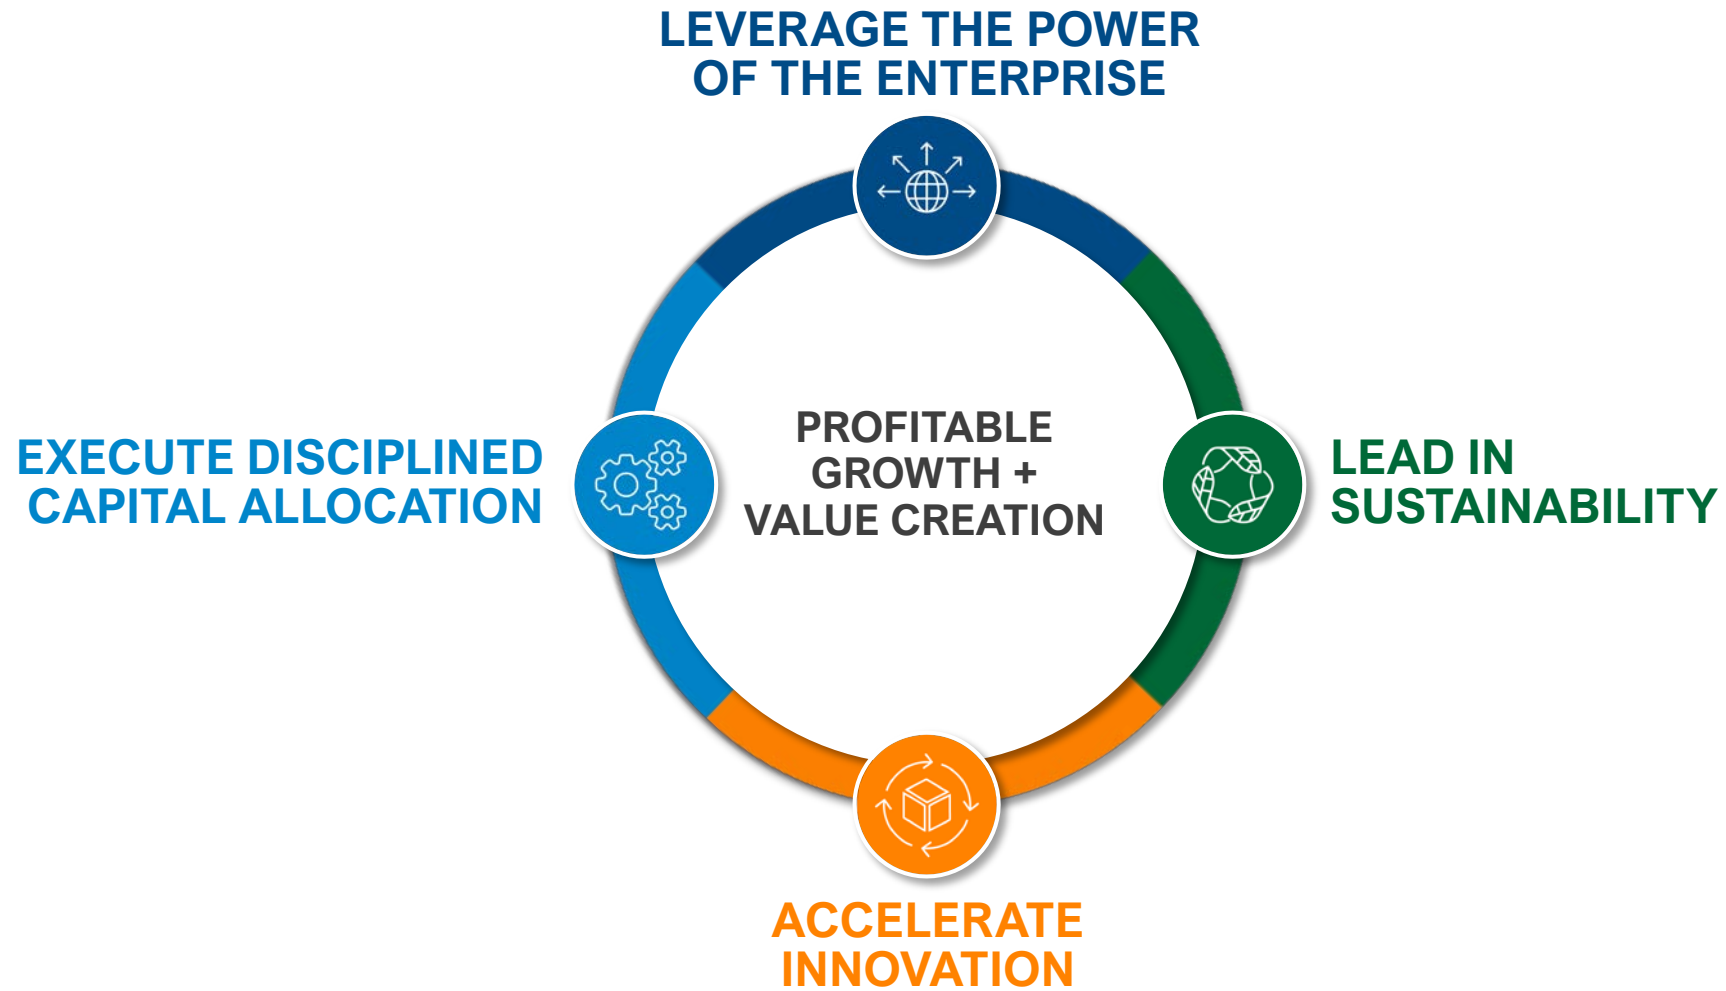 LEVERAGE THE POWER
OF THE ENTERPRISE
EXECUTE DISCIPLINED
CAPITAL ALLOCATION
PROFITABLE
GROWTH +
VALUE CREATION
LEAD IN
SUSTAINABILITY
ACCELERATE
INNOVATION